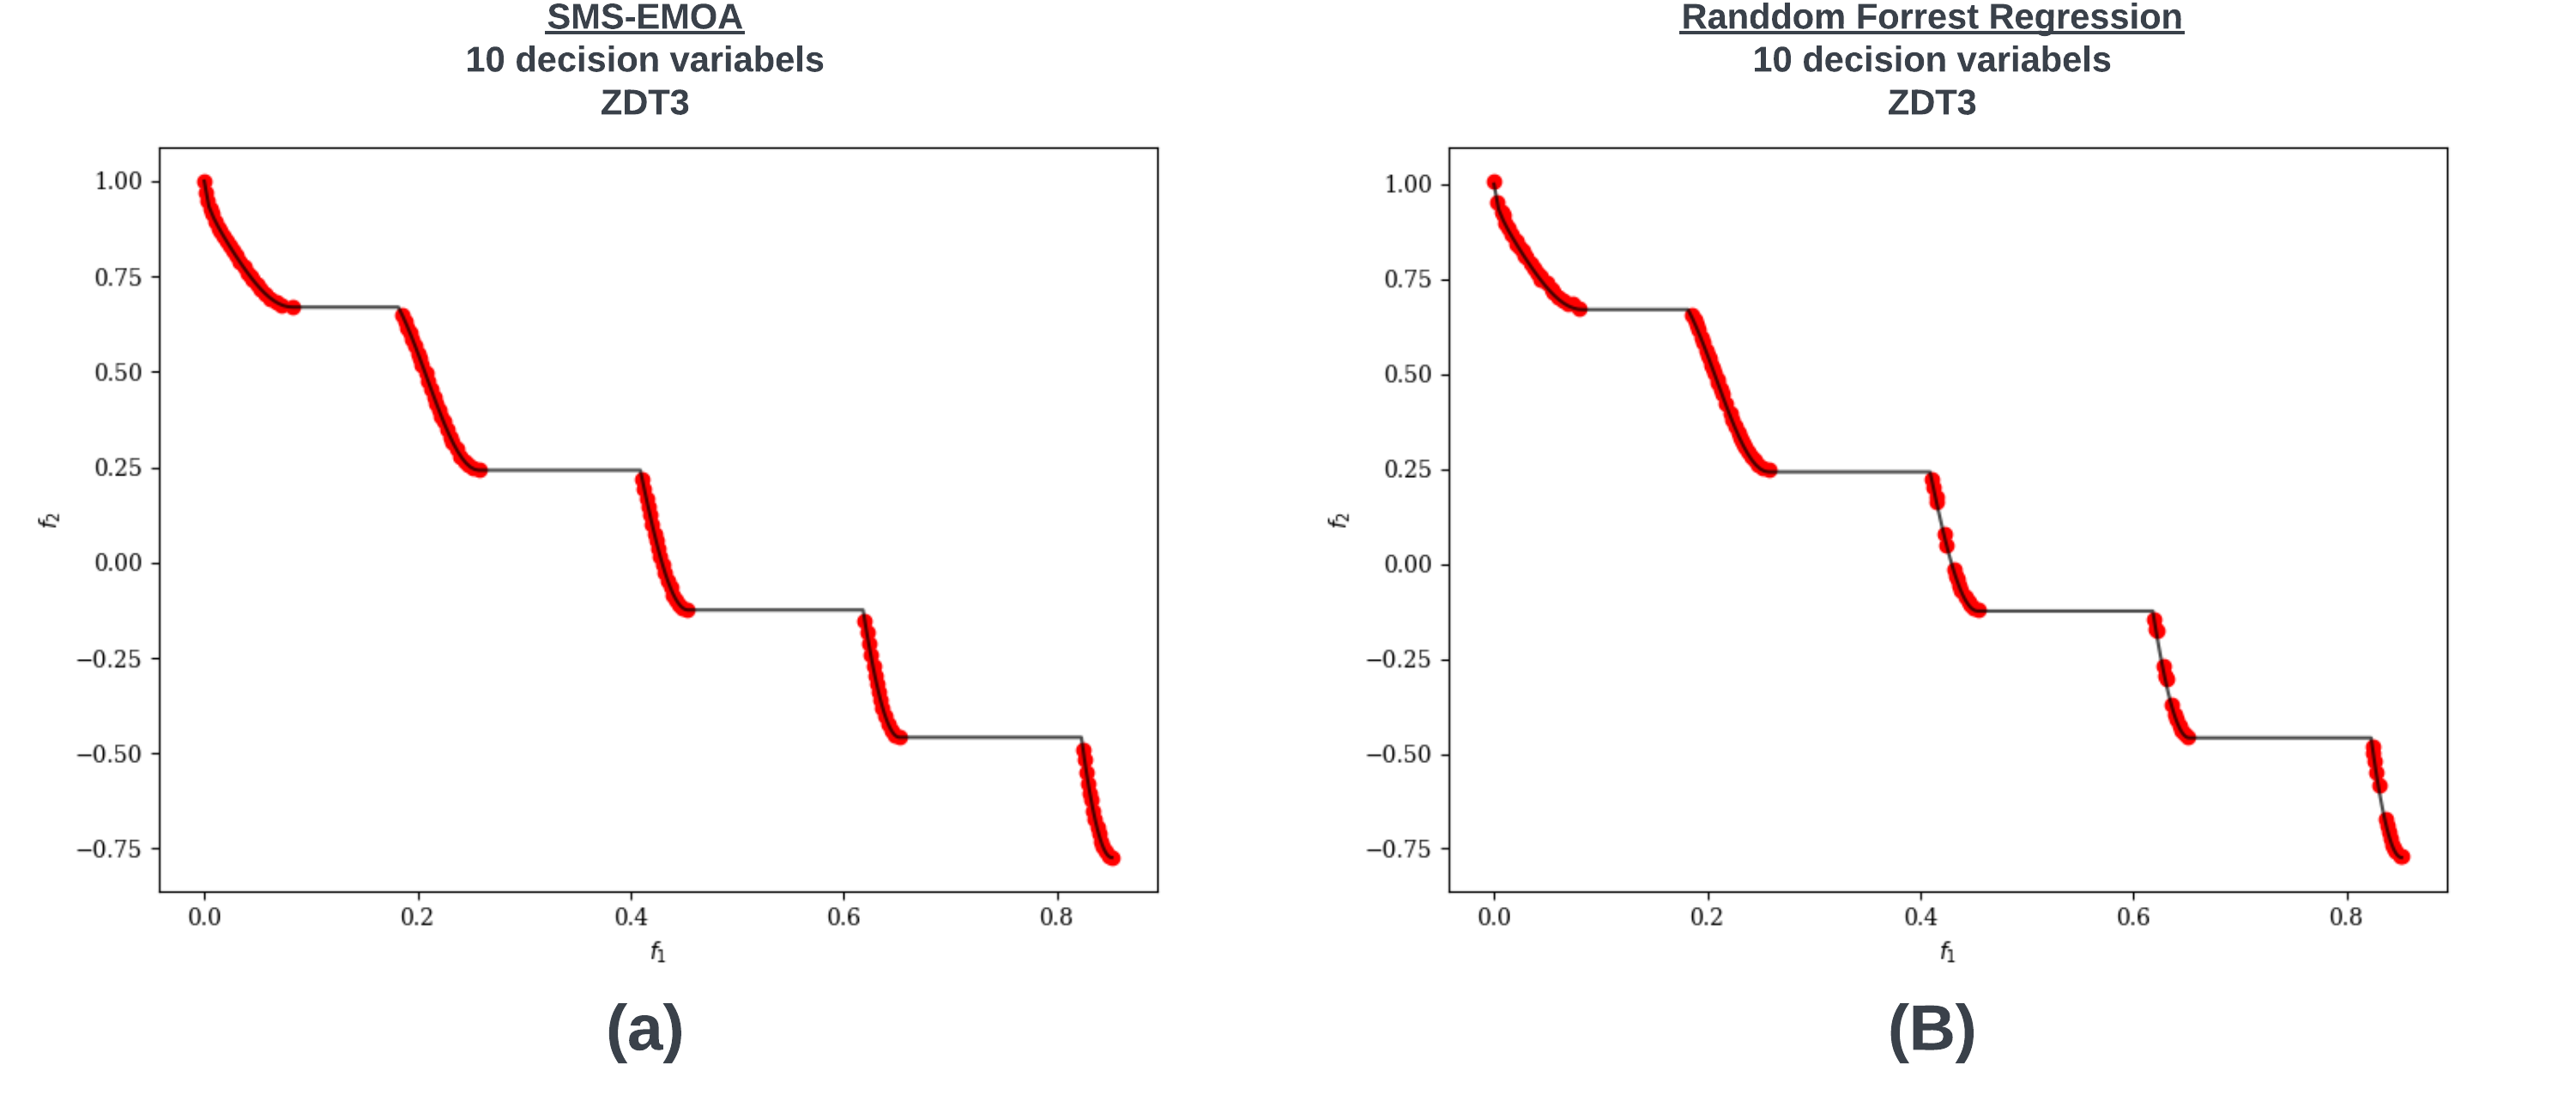 SMS-EMOA
10 decision variabels
ZDT3
1.00
0.75
0.50
0.25
0.00
−0.25
−0.50
−0.75
f2
0.0 0.2 0.4 0.6 0.8
f1
(a)
Randdom Forrest Regression
10 decision variabels
ZDT3
1.00
0.75
0.50
0.25
0.00
−0.25
−0.50
−0.75
f2
0.0 0.2 0.4 0.6 0.8
f1
(B)